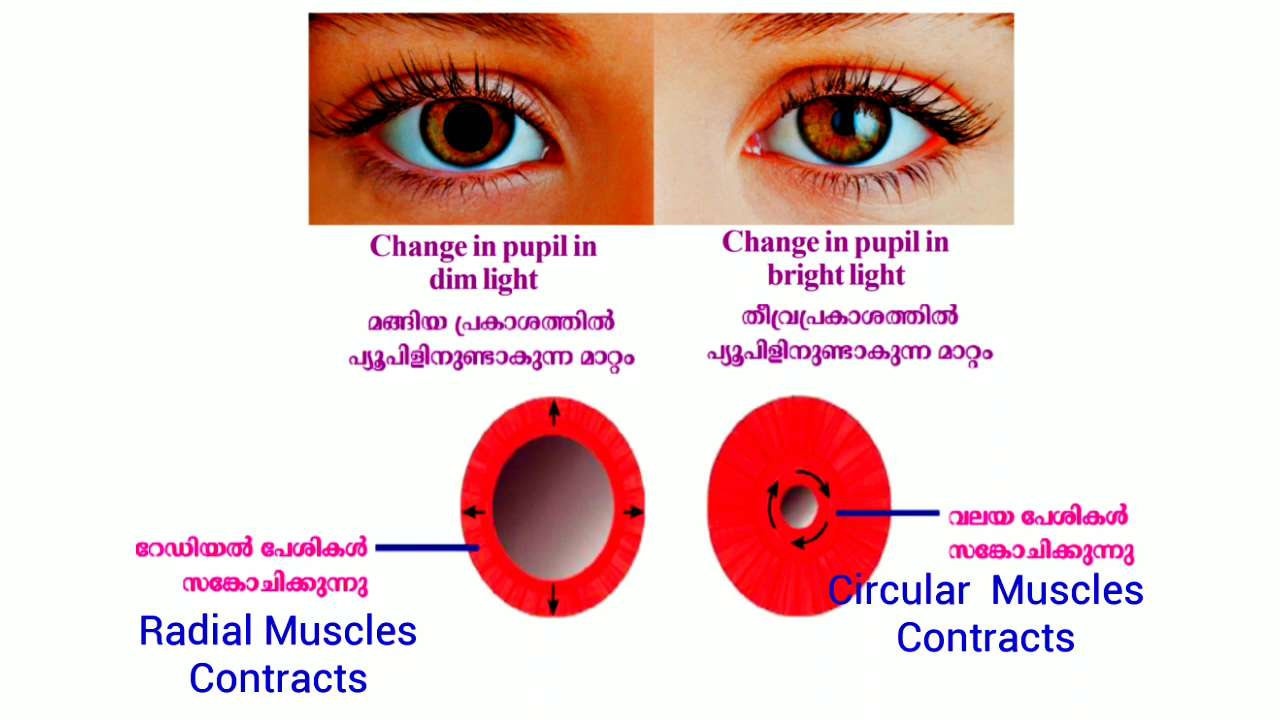 Change in pupil in
dim light
മങ്ങിയ പ്രകാശത്തിൽ
പ്യൂപിളിനുണ്ടാകുന്ന മാറ്റം
Change in pupil in
bright light
തീവ്രപ്രകാശത്തിൽ
പ്യൂപിളിനുണ്ടാകുന്ന മാറ്റം
റേഡിയൽ പേശികൾ
സങ്കോചിക്കുന്നു
Radial Muscles
Contracts
വലയ പേശികൾ
സങ്കോചിക്കുന്നു
Circular Muscles
Contracts